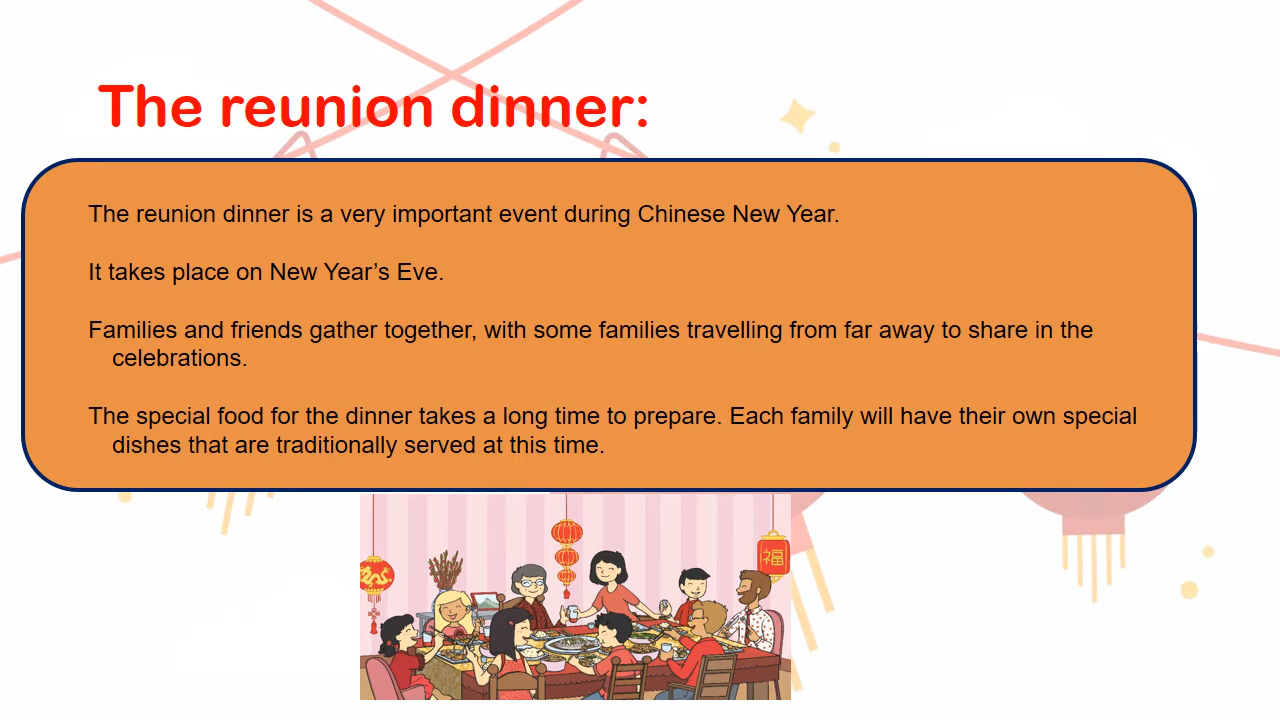 The reunion dinner:
The reunion dinner is a very important event during Chinese New Year.
It takes place on New Year’s Eve.
Families and friends gather together, with some families travelling from far away to share in the
celebrations.
The special food for the dinner takes a long time to prepare. Each family will have their own special
dishes that are traditionally served at this time.
福